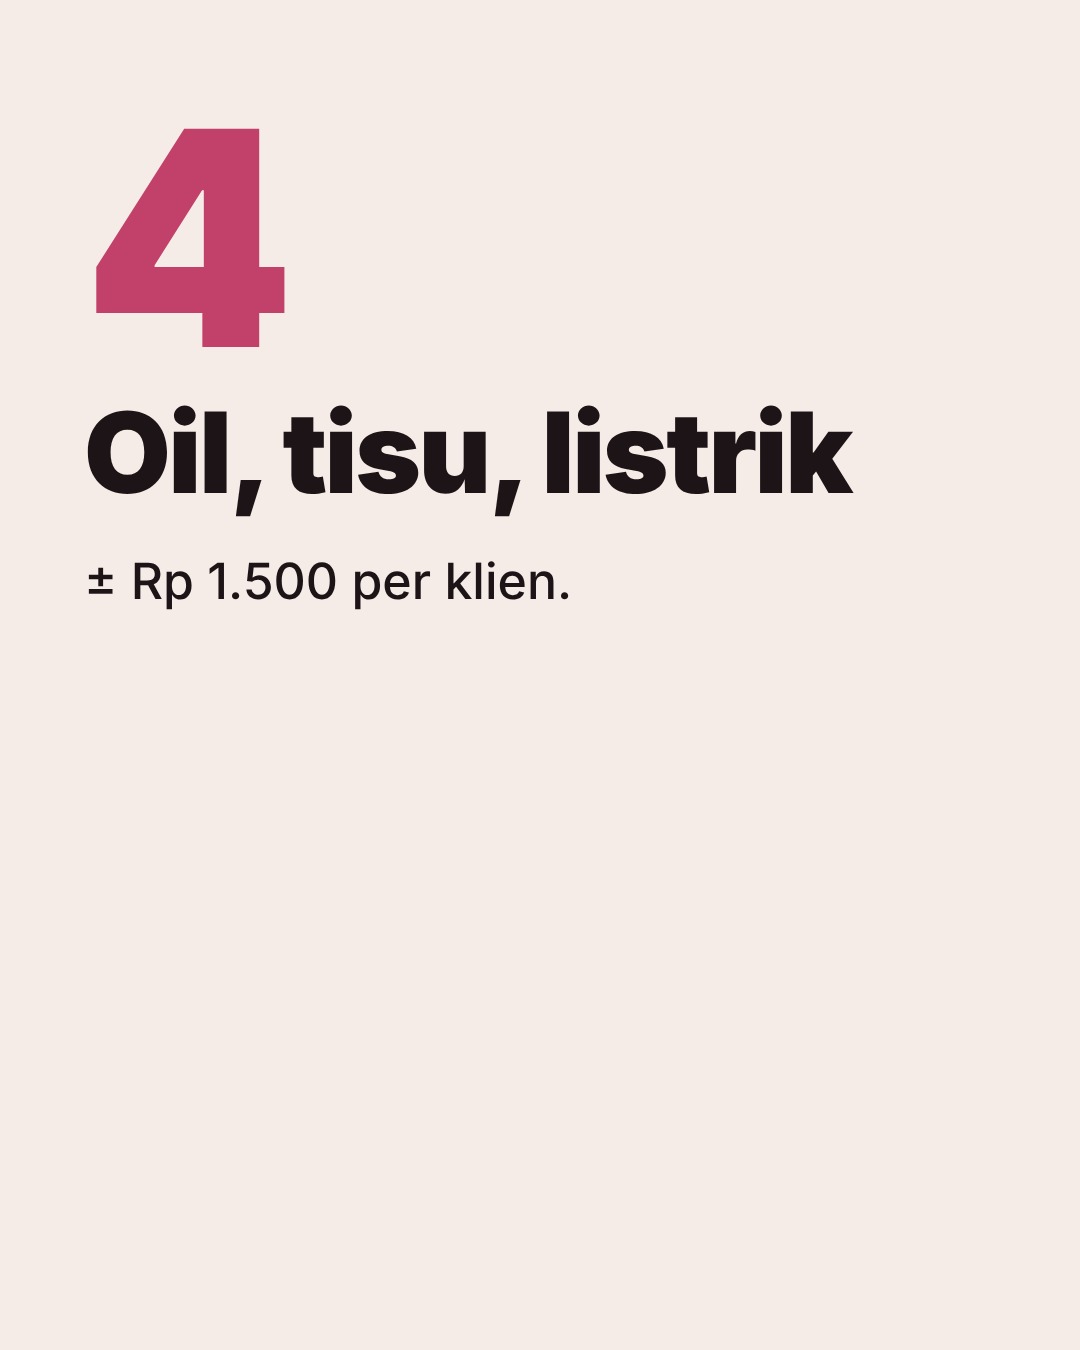 4
Oil, tisu, listrik
± Rp 1.500 per klien.